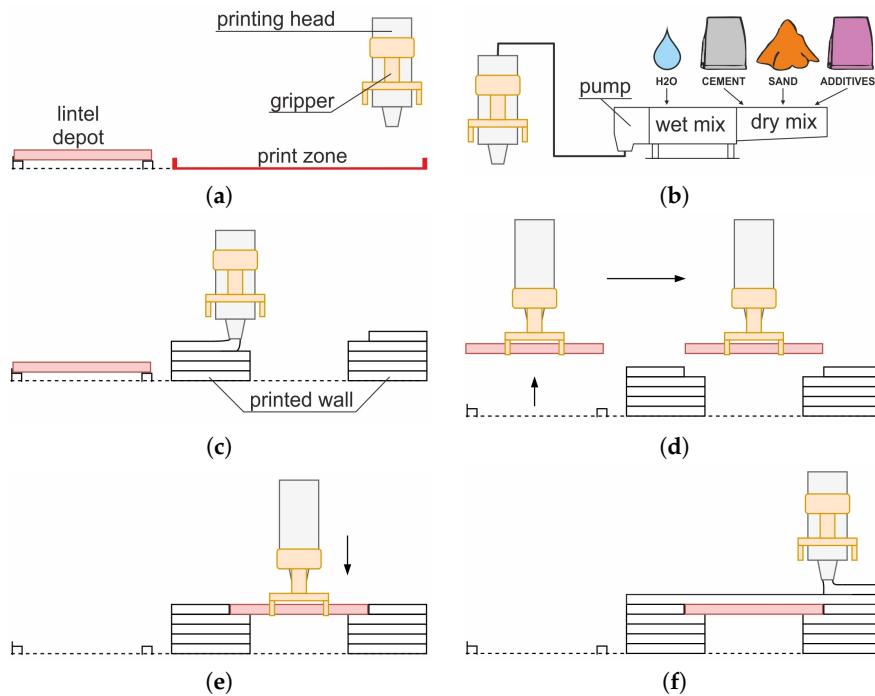 printing head
gripper
lintel
depot
print zone
(a)
H2O
CEMENT
SAND
ADDITIVES
pump
wet mix
dry mix
(b)
printed wall
(c)
(d)
(e)
(f)